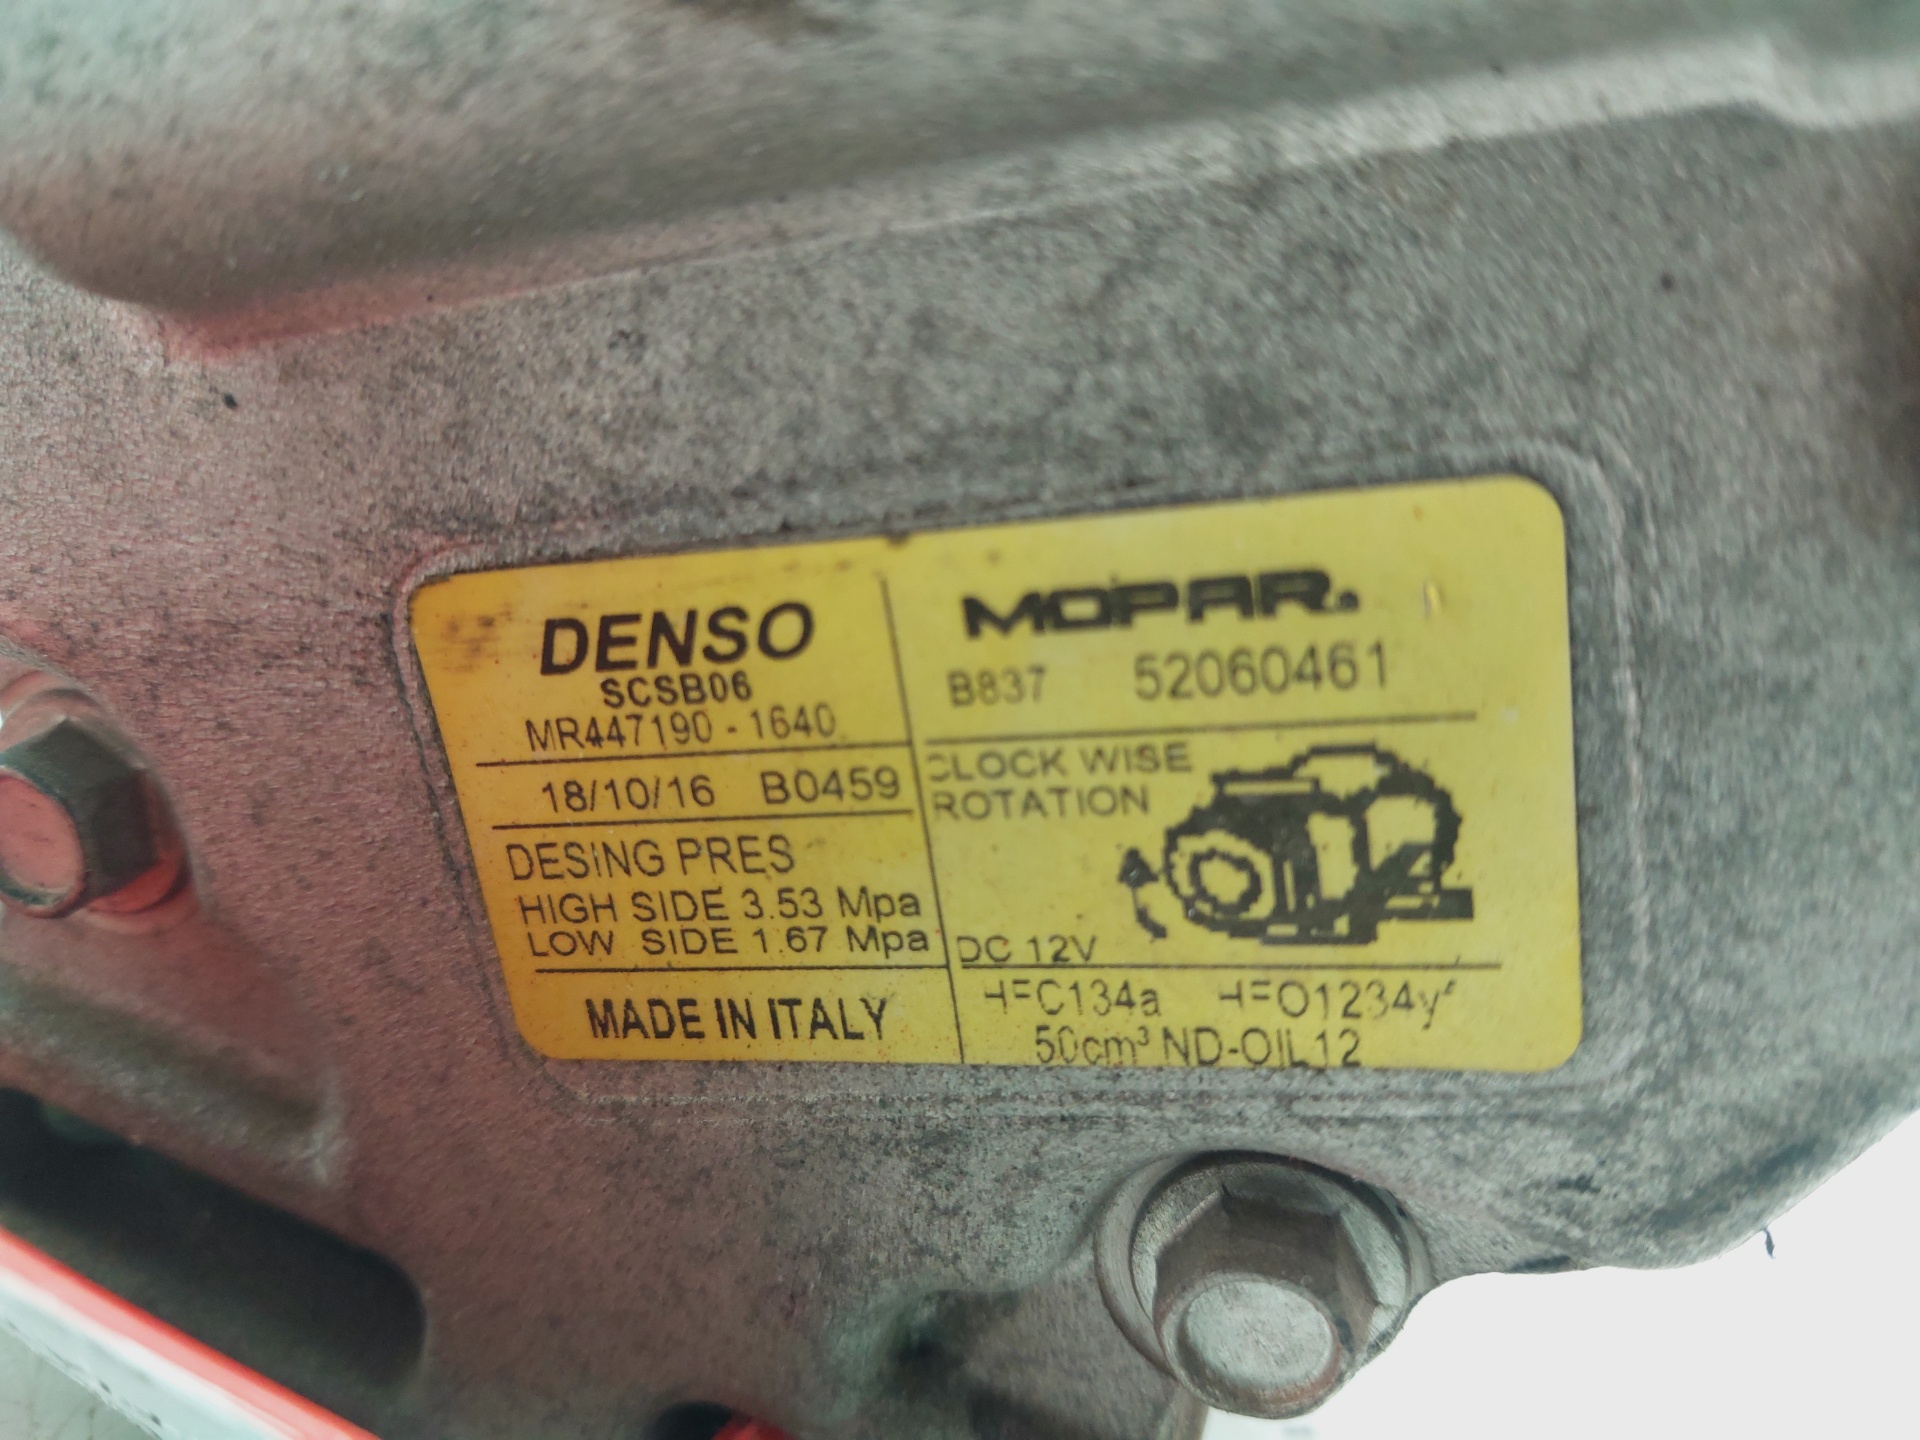 DENSO
SCSB06
MR447190-1640
18/10/16 B0459
DESING PRES
HIGH SIDE 3.53 Mpa
LOW SIDE 1.67 Mpa
MADE IN ITALY
MOPAR.
B837 52060461
CLOCK WISE
ROTATION
DC 12V
HFC134a HFO1234yf
50cm³ ND-OIL12